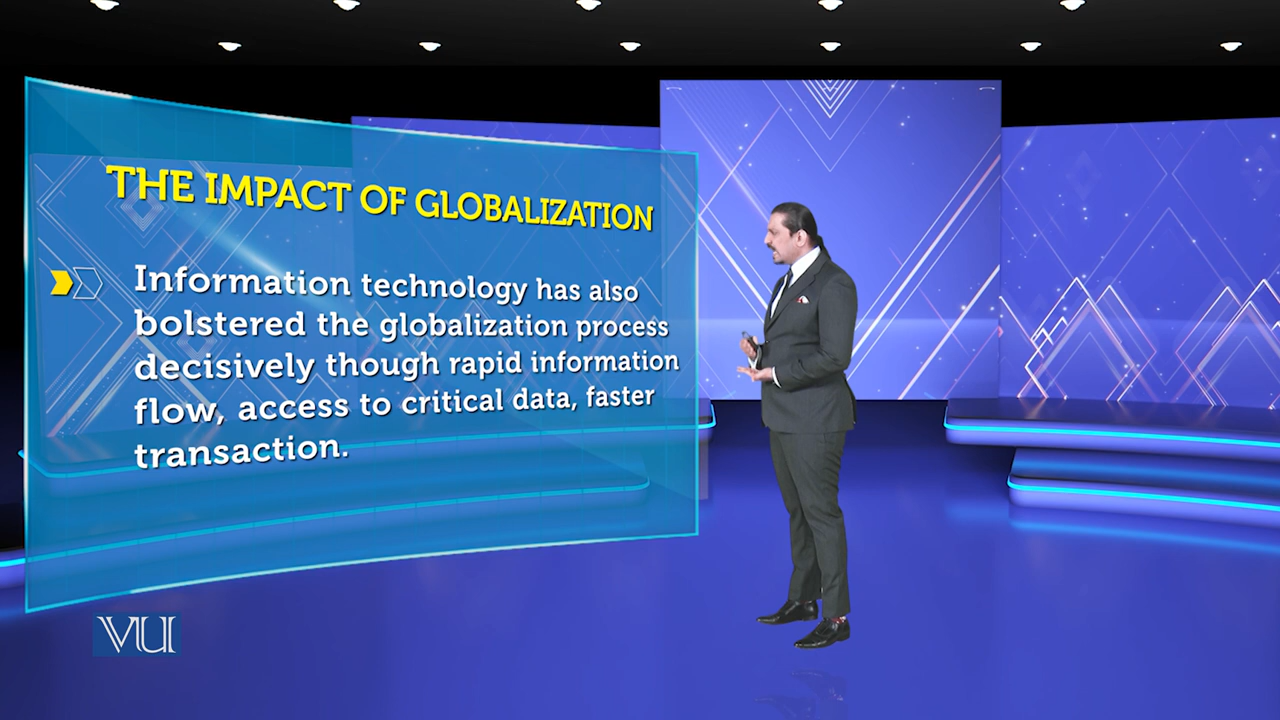 THE IMPACT OF GLOBALIZATION
Information technology has also
bolstered the globalization process
decisively though rapid information
flow, access to critical data, faster
transaction.
VU